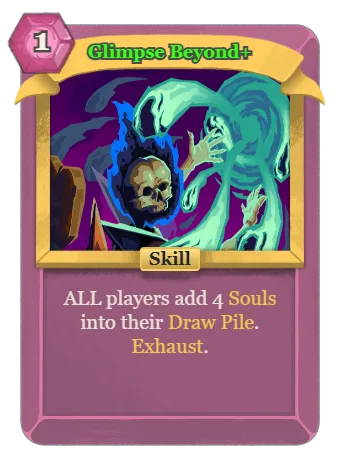 1
Glimpse Beyond+
Skill
ALL players add 4 Souls
into their Draw Pile.
Exhaust.